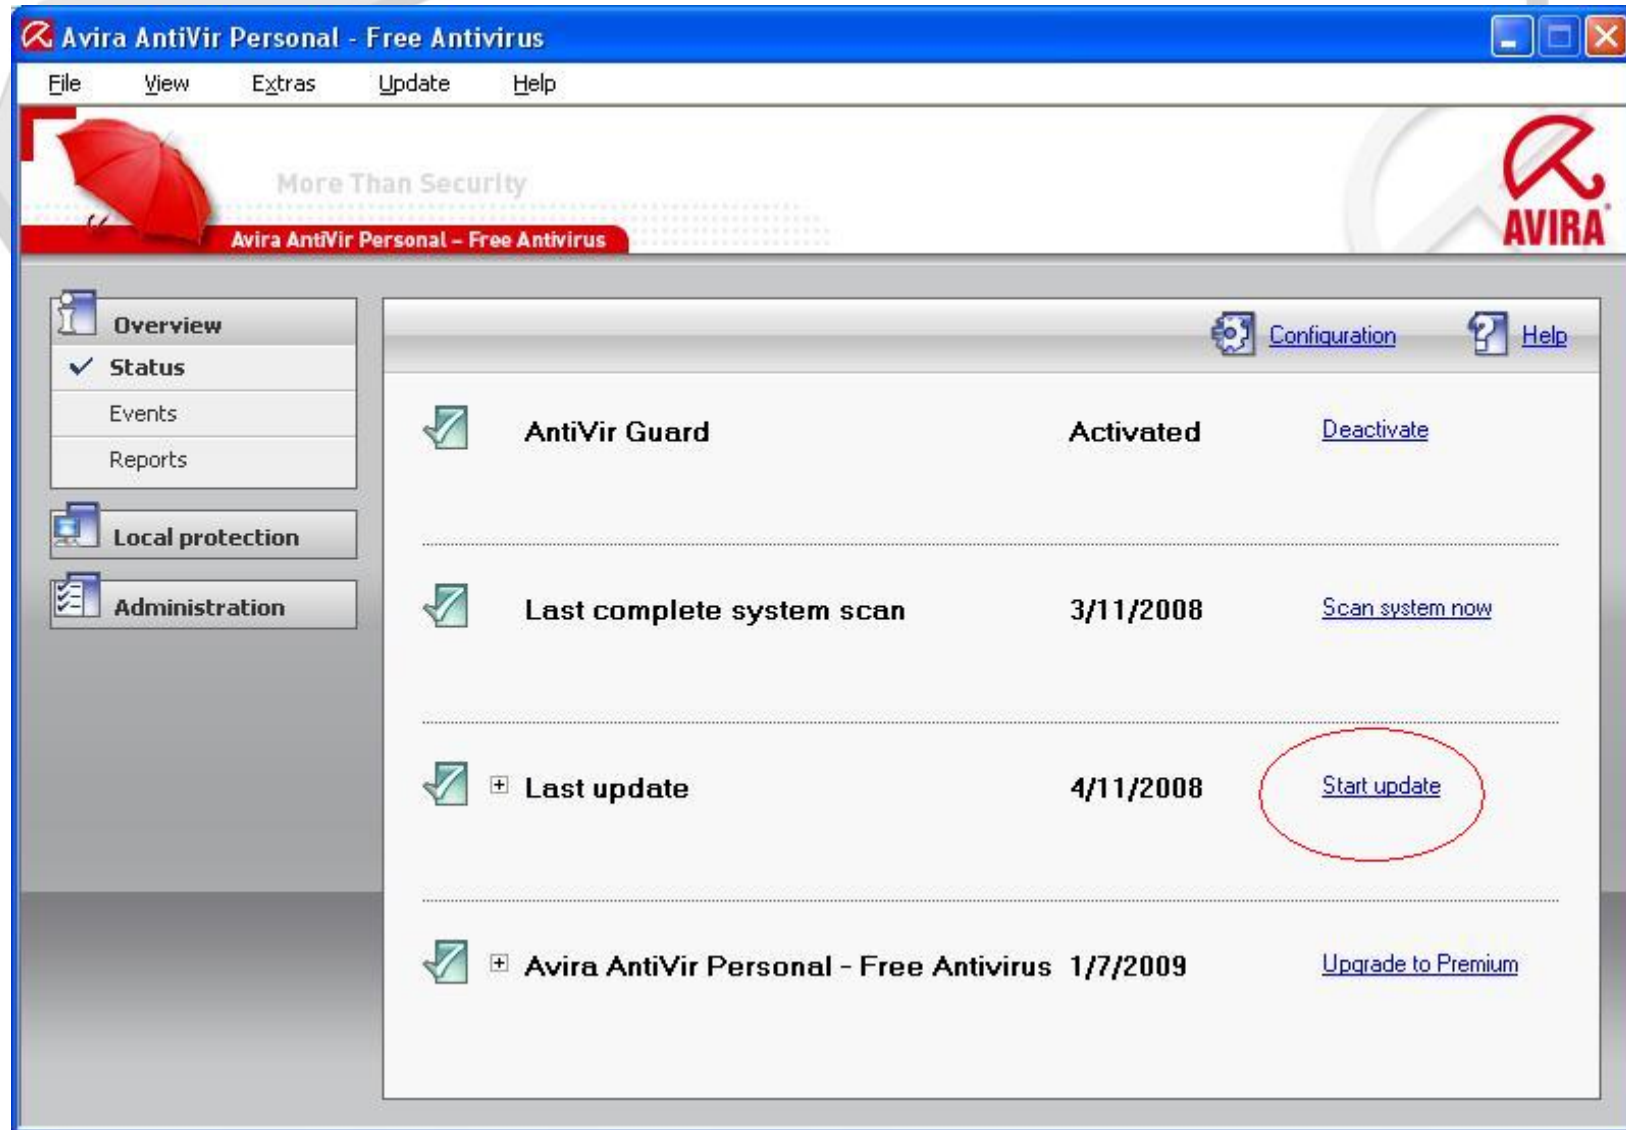 Avira AntiVir Personal - Free Antivirus
File View Extras Update Help
More Than Security
Avira AntiVir Personal – Free Antivirus
AVIRA
Overview
Status
Events
Reports
Local protection
Administration
Configuration Help
AntiVir Guard Activated Deactivate
Last complete system scan 3/11/2008 Scan system now
Last update 4/11/2008 Start update
Avira AntiVir Personal - Free Antivirus 1/7/2009 Upgrade to Premium